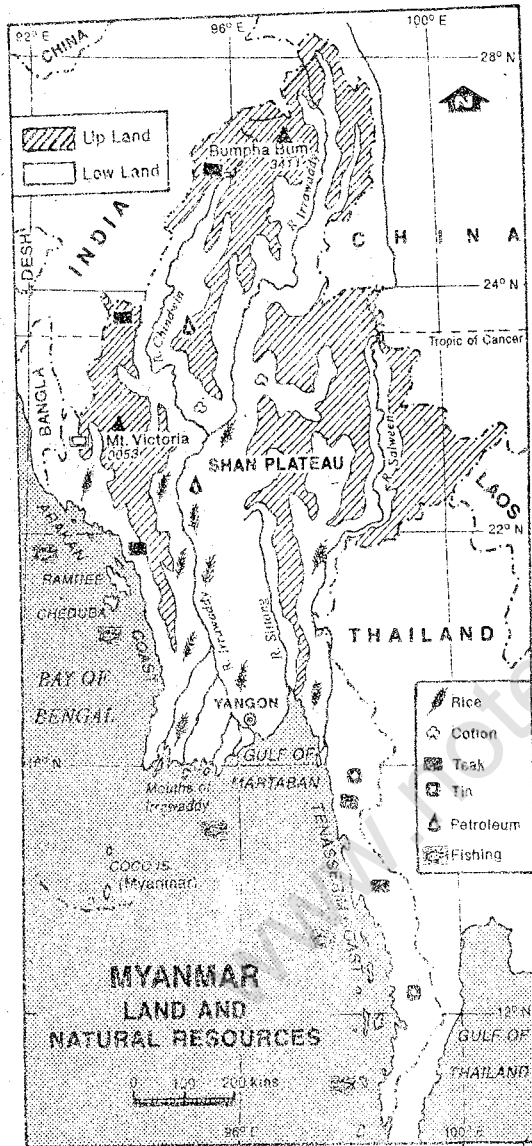 92° E
96° E
100° E
CHINA
28° N
N
Up Land
Low Land
Bumpha Bum
3411
R. Irrawaddy
INDIA
CHINA
DESH
24° N
R. Chindwin
Tropic of Cancer
BANGLA
Mt. Victoria
SHAN PLATEAU
R. Salween
LAOS
22° N
ARAKAN
COAST
CHEDUBA
R. Irrawaddy
R. Sittang
THAILAND
BAY OF
BENGAL
YANGON
Rice
Cotton
Teak
Tin
Petroleum
Fishing
GULF OF
MARTABAN
Mouths of
Irrawaddy
TENASSERIM COAST
COCO IS.
(Myanmar)
MYANMAR
LAND AND
NATURAL RESOURCES
12° N
GULF OF
THAILAND
0 100 200 kms
96° E
100° E